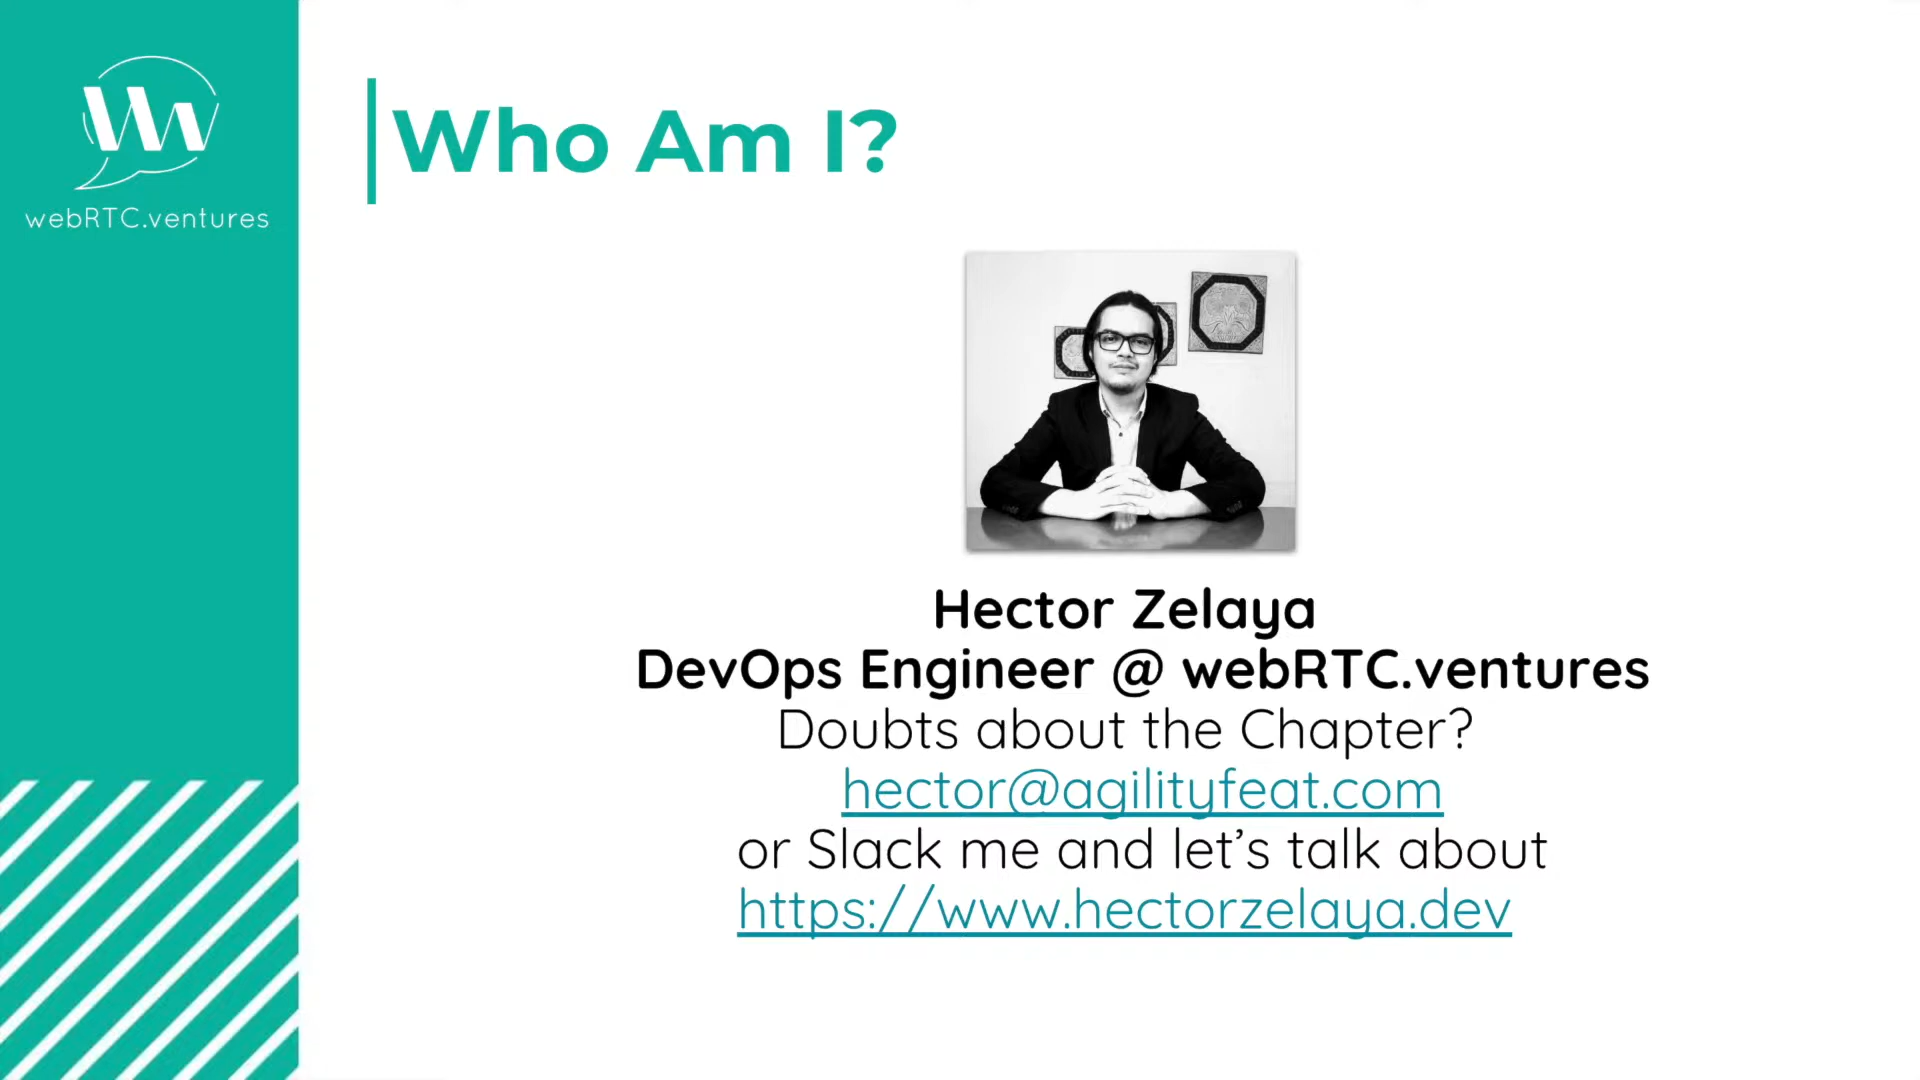 webRTC.ventures
Who Am I?
Hector Zelaya
DevOps Engineer @ webRTC.ventures
Doubts about the Chapter?
hector@agilityfeat.com
or Slack me and let’s talk about
https://www.hectorzelaya.dev